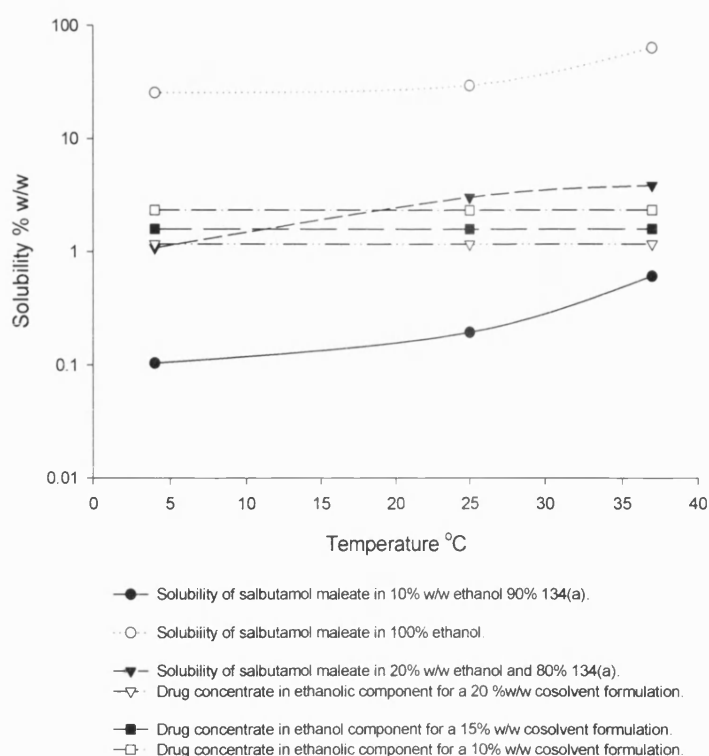 100
10
1
0.1
0.01
Solubility % w/w
0 5 10 15 20 25 30 35 40
Temperature °C
Solubility of salbutamol maleate in 10% w/w ethanol 90% 134(a).
Solubility of salbutamol maleate in 100% ethanol.
Solubility of salbutamol maleate in 20% w/w ethanol and 80% 134(a).
Drug concentrate in ethanolic component for a 20 %w/w cosolvent formulation.
Drug concentrate in ethanol component for a 15% w/w cosolvent formulation.
Drug concentrate in ethanolic component for a 10% w/w cosolvent formulation.